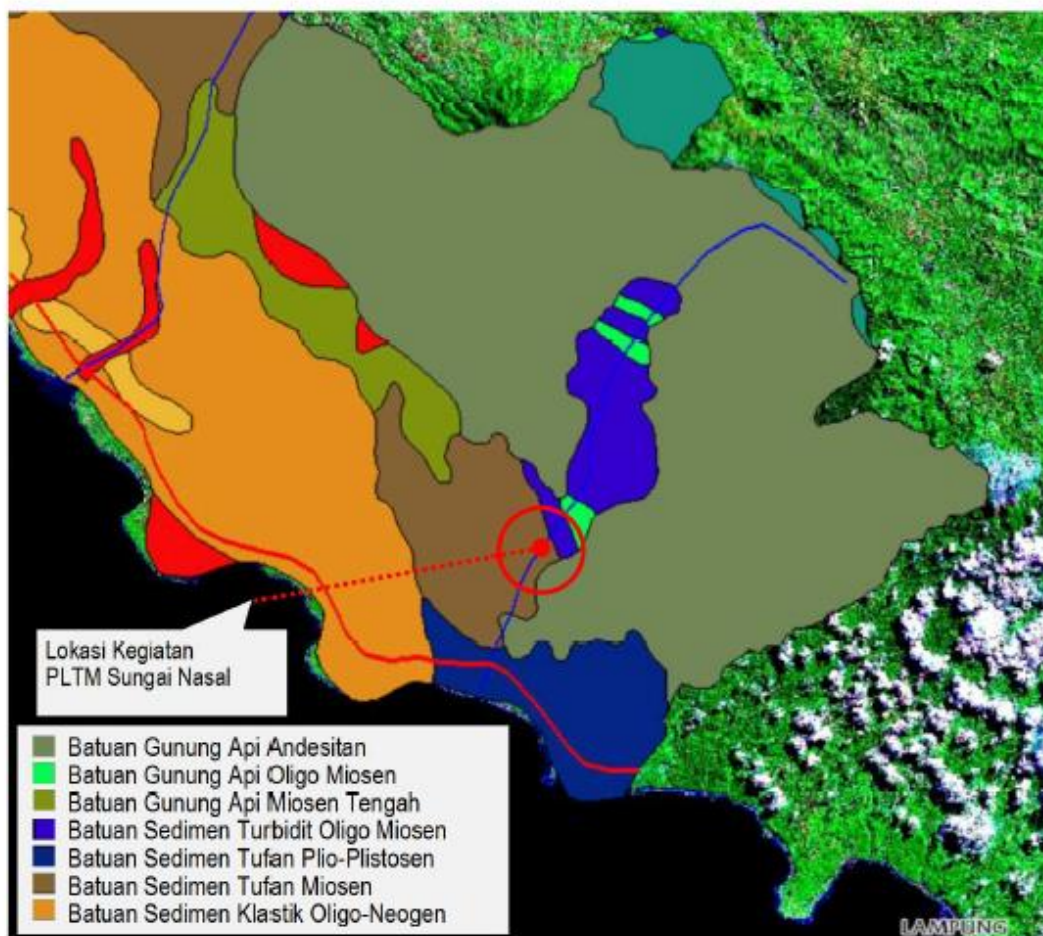 Lokasi Kegiatan
PLTM Sungai Nasal
Batuan Gunung Api Andesitan
Batuan Gunung Api Oligo Miosen
Batuan Gunung Api Miosen Tengah
Batuan Sedimen Turbidit Oligo Miosen
Batuan Sedimen Tufan Plio-Plistosen
Batuan Sedimen Tufan Miosen
Batuan Sedimen Klastik Oligo-Neogen
LAMPUNG